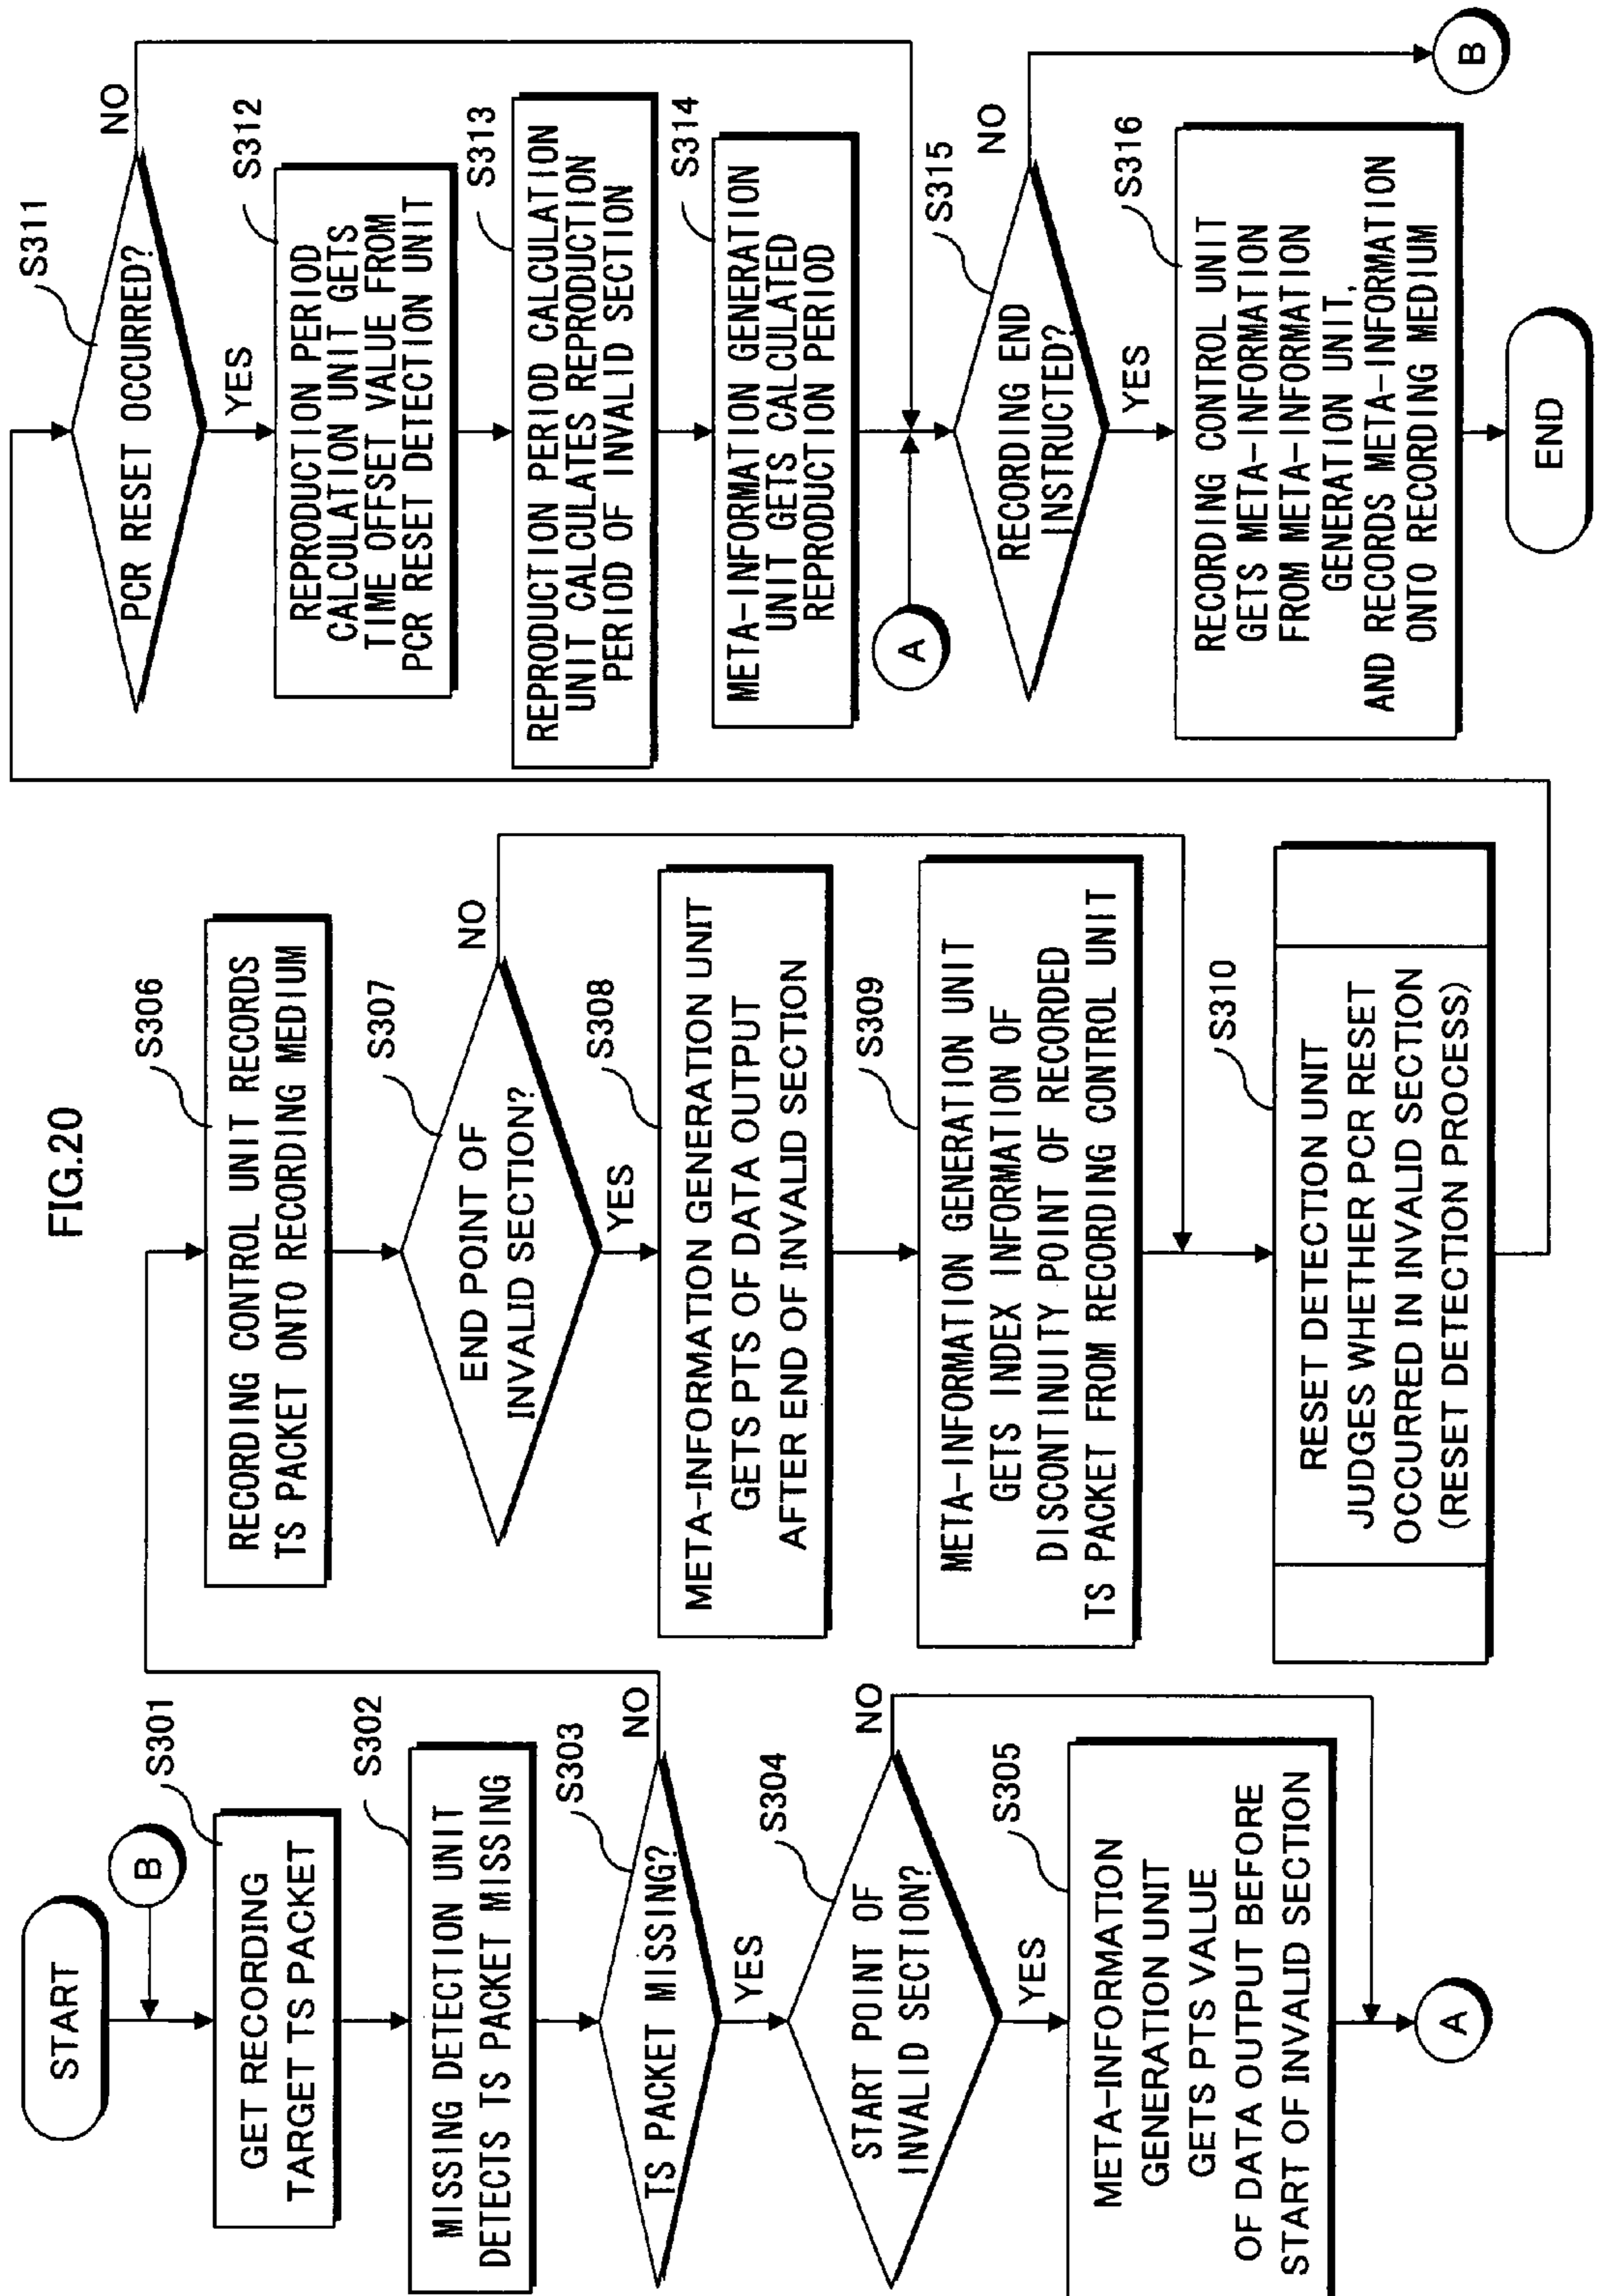 FIG.20
START
B
S301
GET RECORDING
TARGET TS PACKET
S302
MISSING DETECTION UNIT
DETECTS TS PACKET MISSING
S303
TS PACKET MISSING?
NO
YES
S304
START POINT OF
INVALID SECTION?
NO
YES
S305
META-INFORMATION
GENERATION UNIT
GETS PTS VALUE
OF DATA OUTPUT BEFORE
START OF INVALID SECTION
A
S306
RECORDING CONTROL UNIT RECORDS
TS PACKET ONTO RECORDING MEDIUM
S307
END POINT OF
INVALID SECTION?
NO
YES
S308
META-INFORMATION GENERATION UNIT
GETS PTS OF DATA OUTPUT
AFTER END OF INVALID SECTION
S309
META-INFORMATION GENERATION UNIT
GETS INDEX INFORMATION OF
DISCONTINUITY POINT OF RECORDED
TS PACKET FROM RECORDING CONTROL UNIT
S310
RESET DETECTION UNIT
JUDGES WHETHER PCR RESET
OCCURRED IN INVALID SECTION
(RESET DETECTION PROCESS)
S311
PCR RESET OCCURRED?
NO
YES
S312
REPRODUCTION PERIOD
CALCULATION UNIT GETS
TIME OFFSET VALUE FROM
PCR RESET DETECTION UNIT
S313
REPRODUCTION PERIOD CALCULATION
UNIT CALCULATES REPRODUCTION
PERIOD OF INVALID SECTION
S314
META-INFORMATION GENERATION
UNIT GETS CALCULATED
REPRODUCTION PERIOD
A
S315
RECORDING END
INSTRUCTED?
NO
B
YES
S316
RECORDING CONTROL UNIT
GETS META-INFORMATION
FROM META-INFORMATION
GENERATION UNIT,
AND RECORDS META-INFORMATION
ONTO RECORDING MEDIUM
END